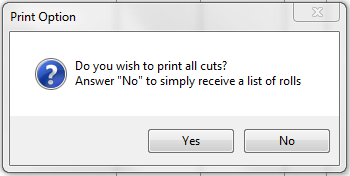 Print Option
Do you wish to print all cuts?
Answer "No" to simply receive a list of rolls
Yes
No